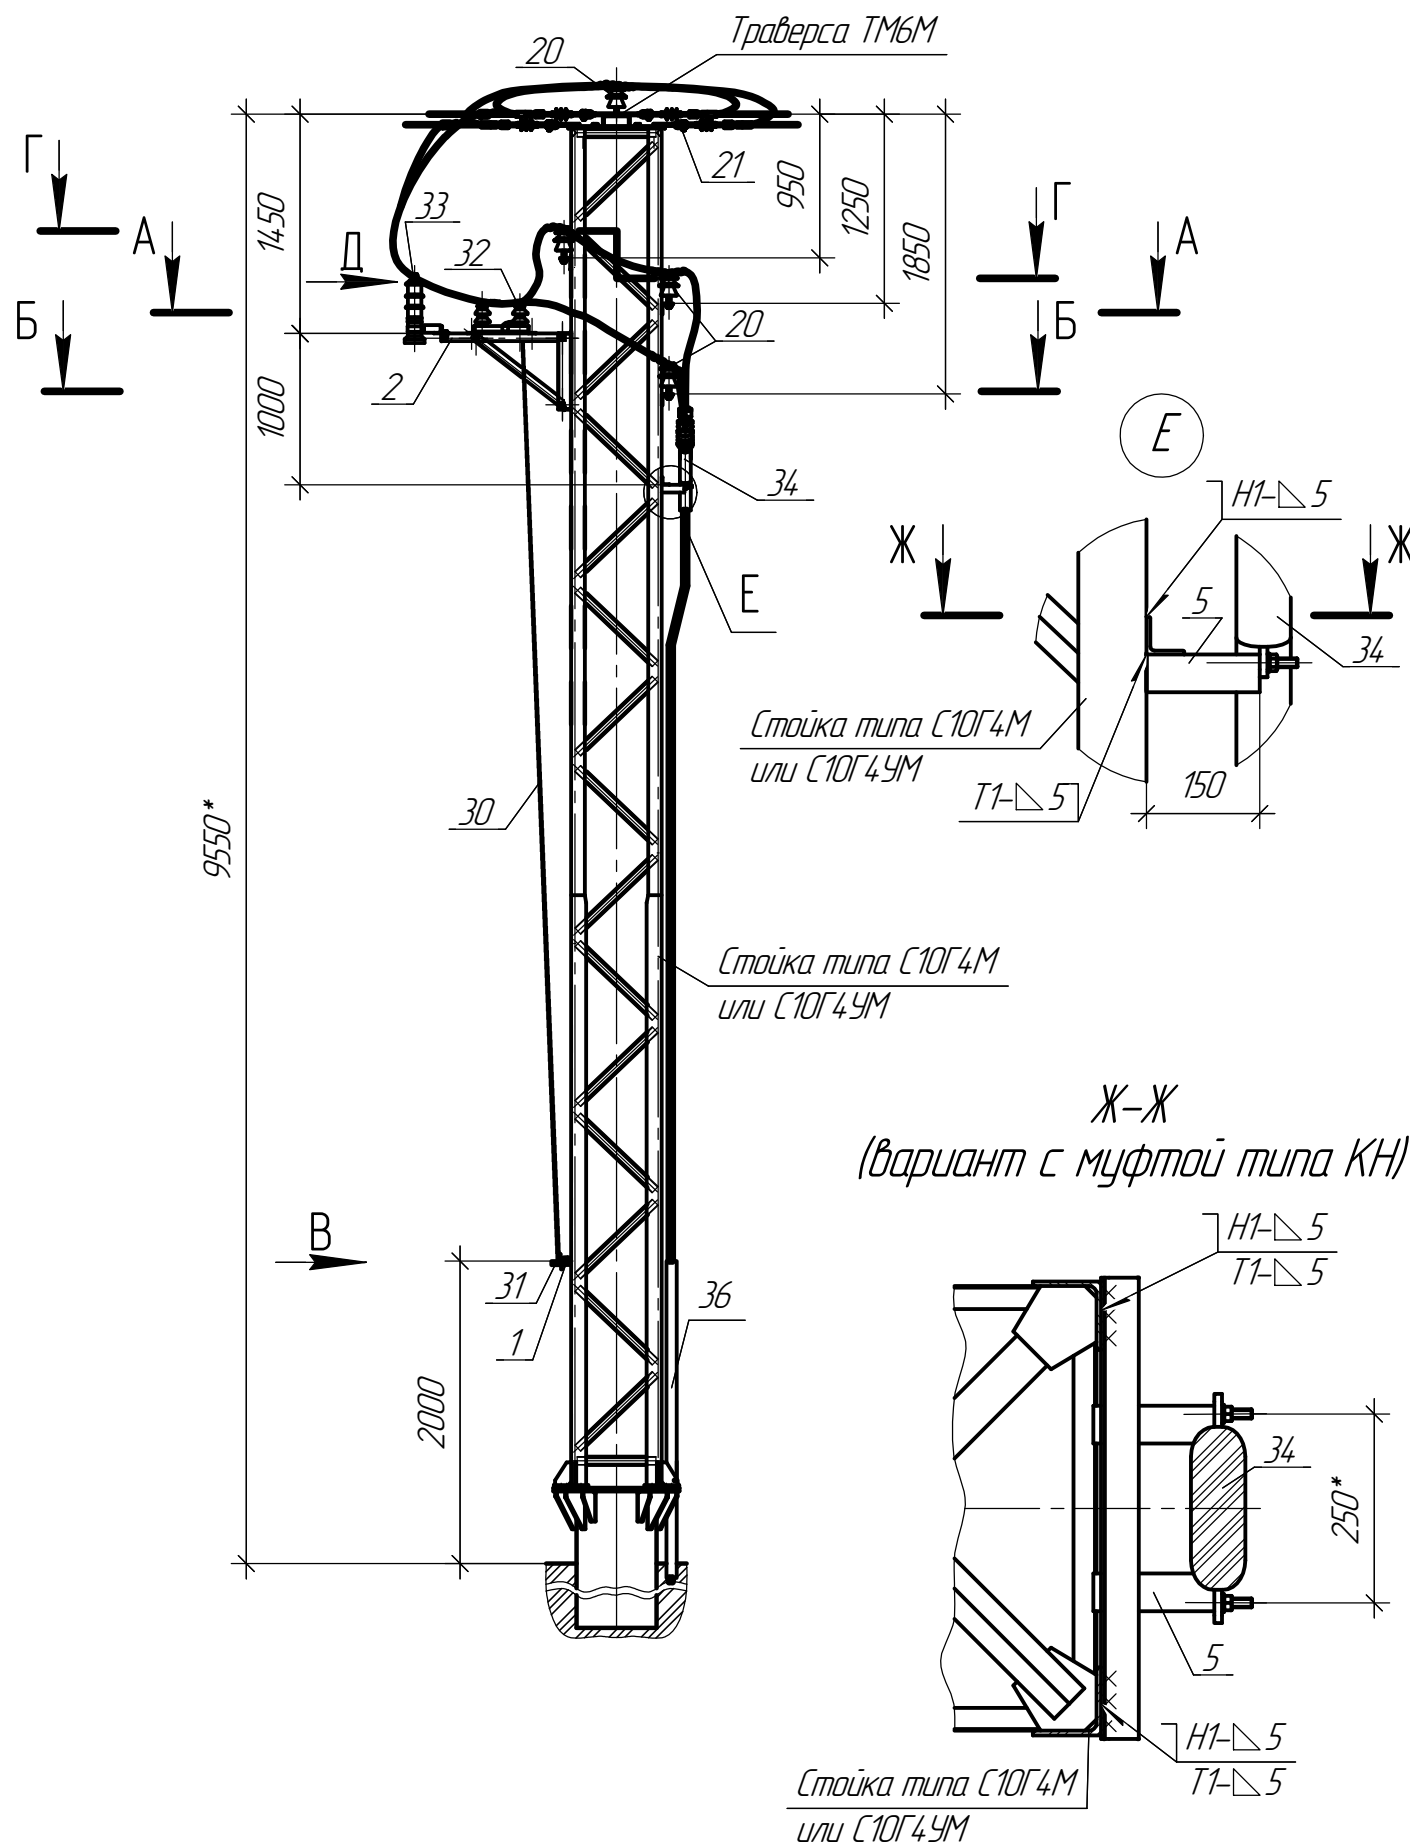 Траверса ТМ6М
20
21
Г
А
Б
33
Д
32
1450
1000
2
950
1250
1850
20
Г
А
Б
Е
34
Е
Н1-⊿5
Ж
Ж
5
34
Стойка типа С10Г4М
или С10Г4УМ
Т1-⊿5
150
9550*
30
Стойка типа С10Г4М
или С10Г4УМ
Ж-Ж
(вариант с муфтой типа КН)
В
31
1
36
2000
Н1-⊿5
Т1-⊿5
34
250*
5
Н1-⊿5
Т1-⊿5
Стойка типа С10Г4М
или С10Г4УМ